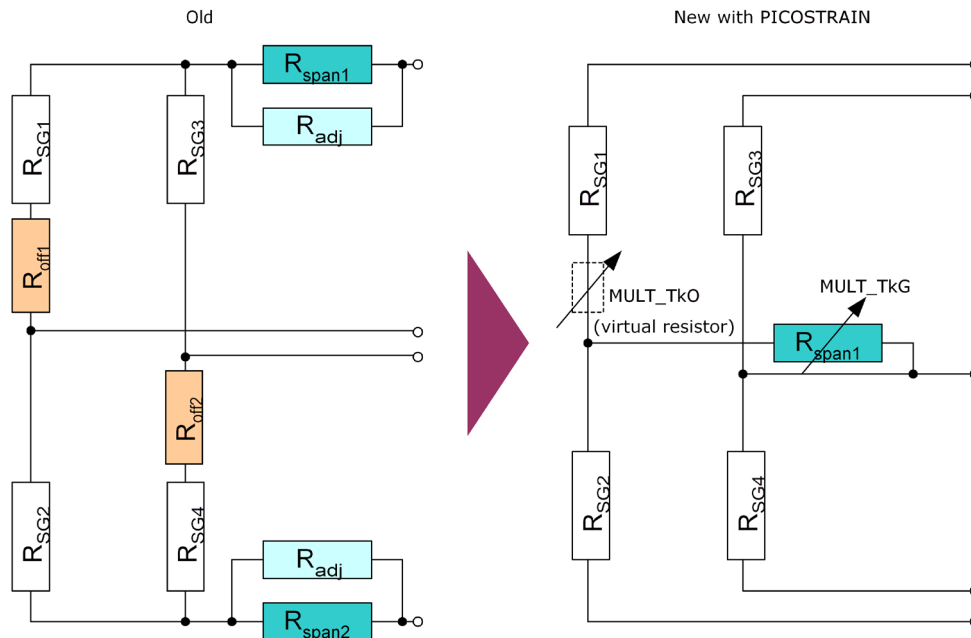 Old
New with PICOSTRAIN
Rspan1
Radj
RSG1
RSG3
Roff1
Roff2
RSG2
RSG4
Radj
Rspan2
RSG1
RSG3
MULT_TkO
(virtual resistor)
MULT_TkG
Rspan1
RSG2
RSG4